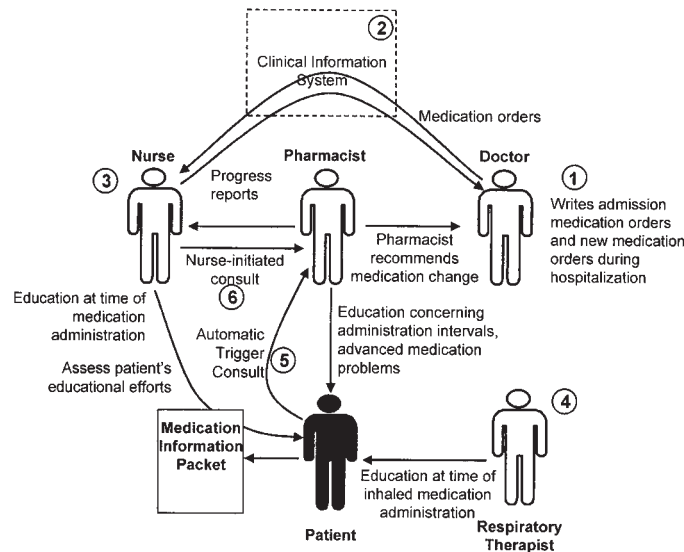 2
Clinical Information
System
Medication orders
Nurse
Pharmacist
Doctor
3
Progress
reports
1
Writes admission
medication orders
and new medication
orders during
hospitalization
Nurse-initiated
consult
6
Pharmacist
recommends
medication change
Education at time of
medication
administration
Automatic
Trigger
Consult
5
Education concerning
administration intervals,
advanced medication
problems
Assess patient's
educational efforts
4
Medication
Information
Packet
Education at time of
inhaled medication
administration
Patient
Respiratory
Therapist